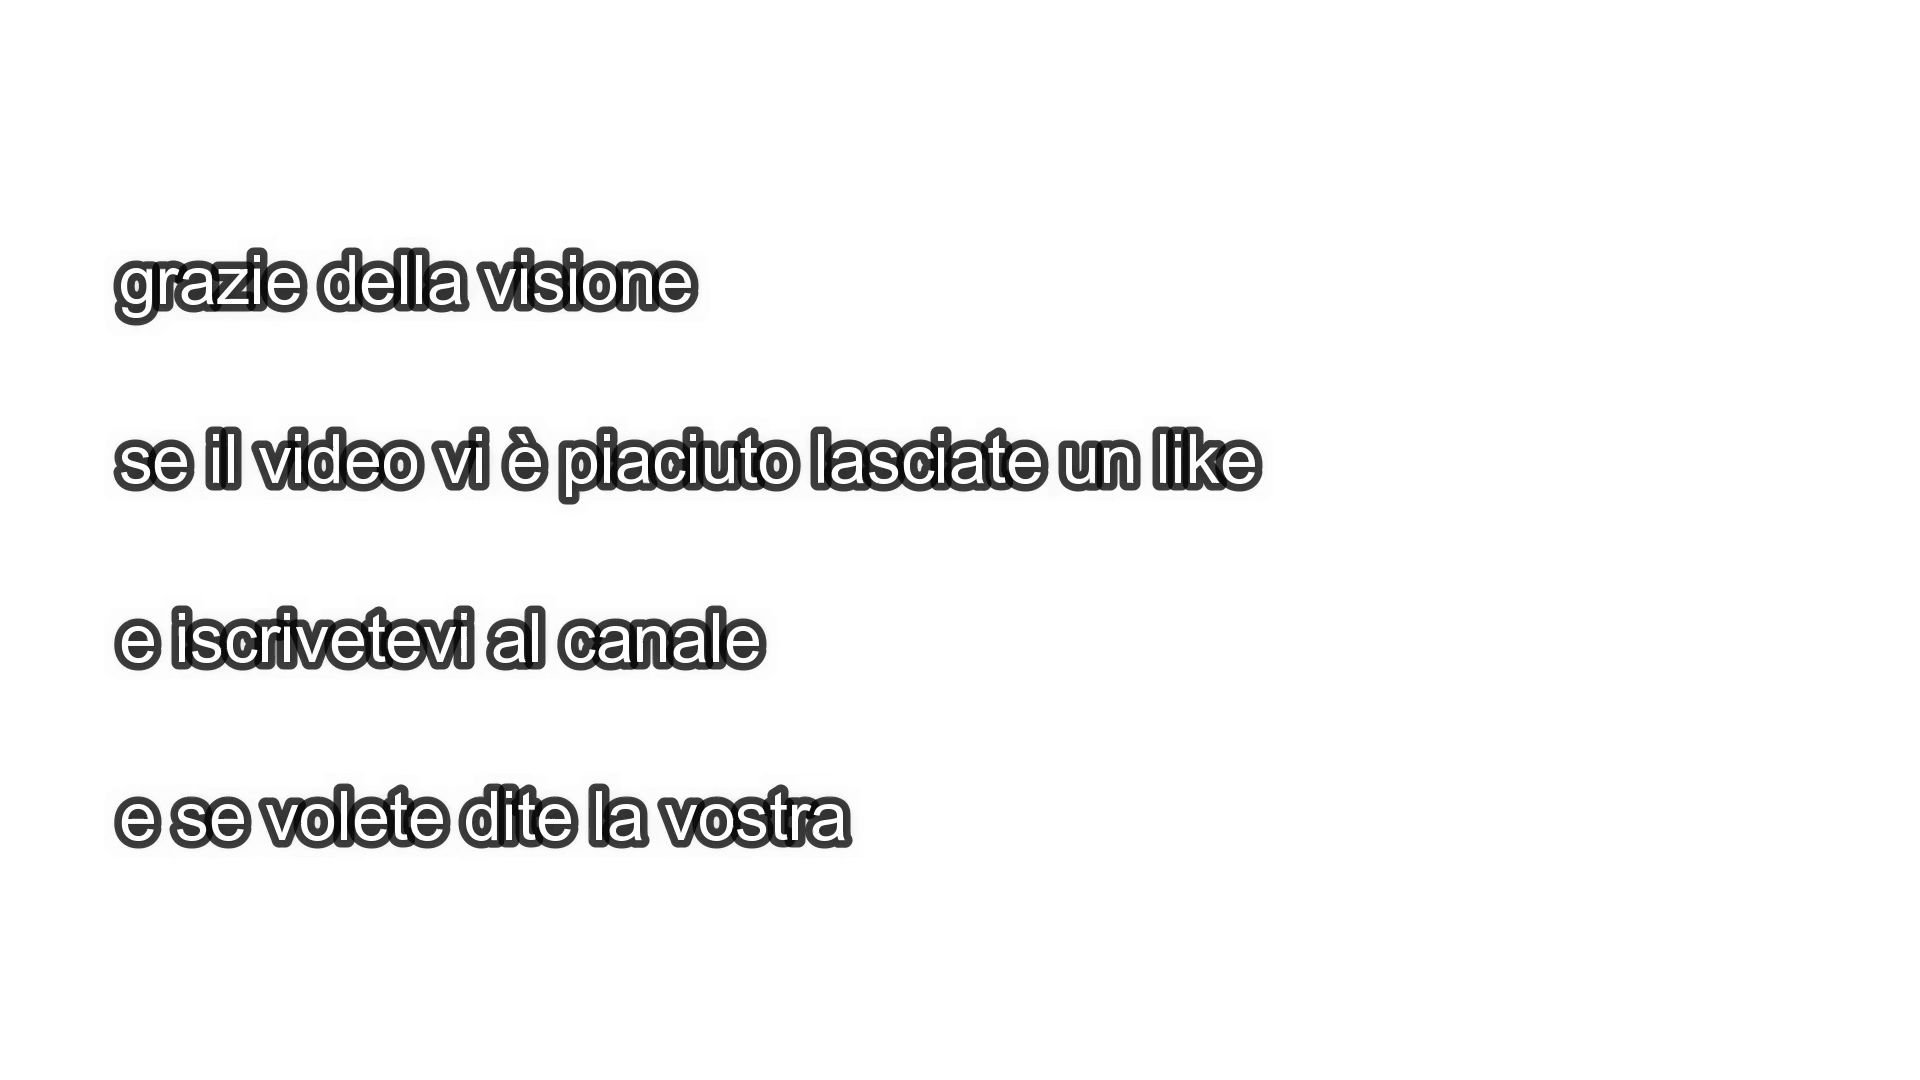 grazie della visione
se il video vi è piaciuto lasciate un like
e iscrivetevi al canale
e se volete dite la vostra